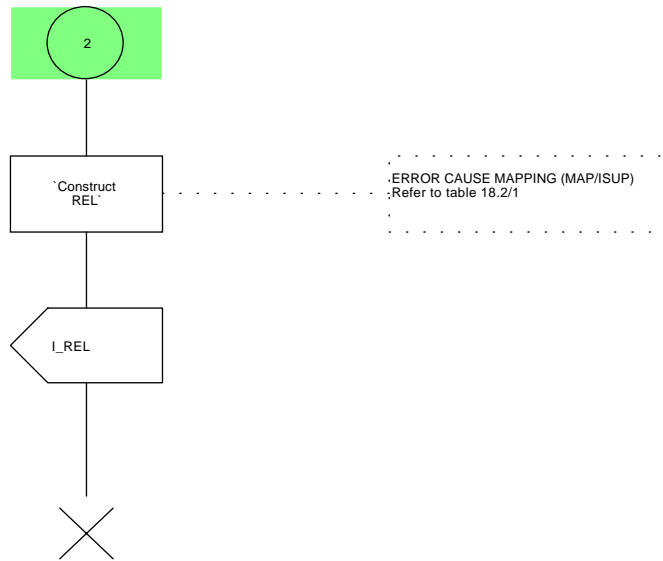 2
`Construct
REL`
ERROR CAUSE MAPPING (MAP/ISUP)
Refer to table 18.2/1
I_REL